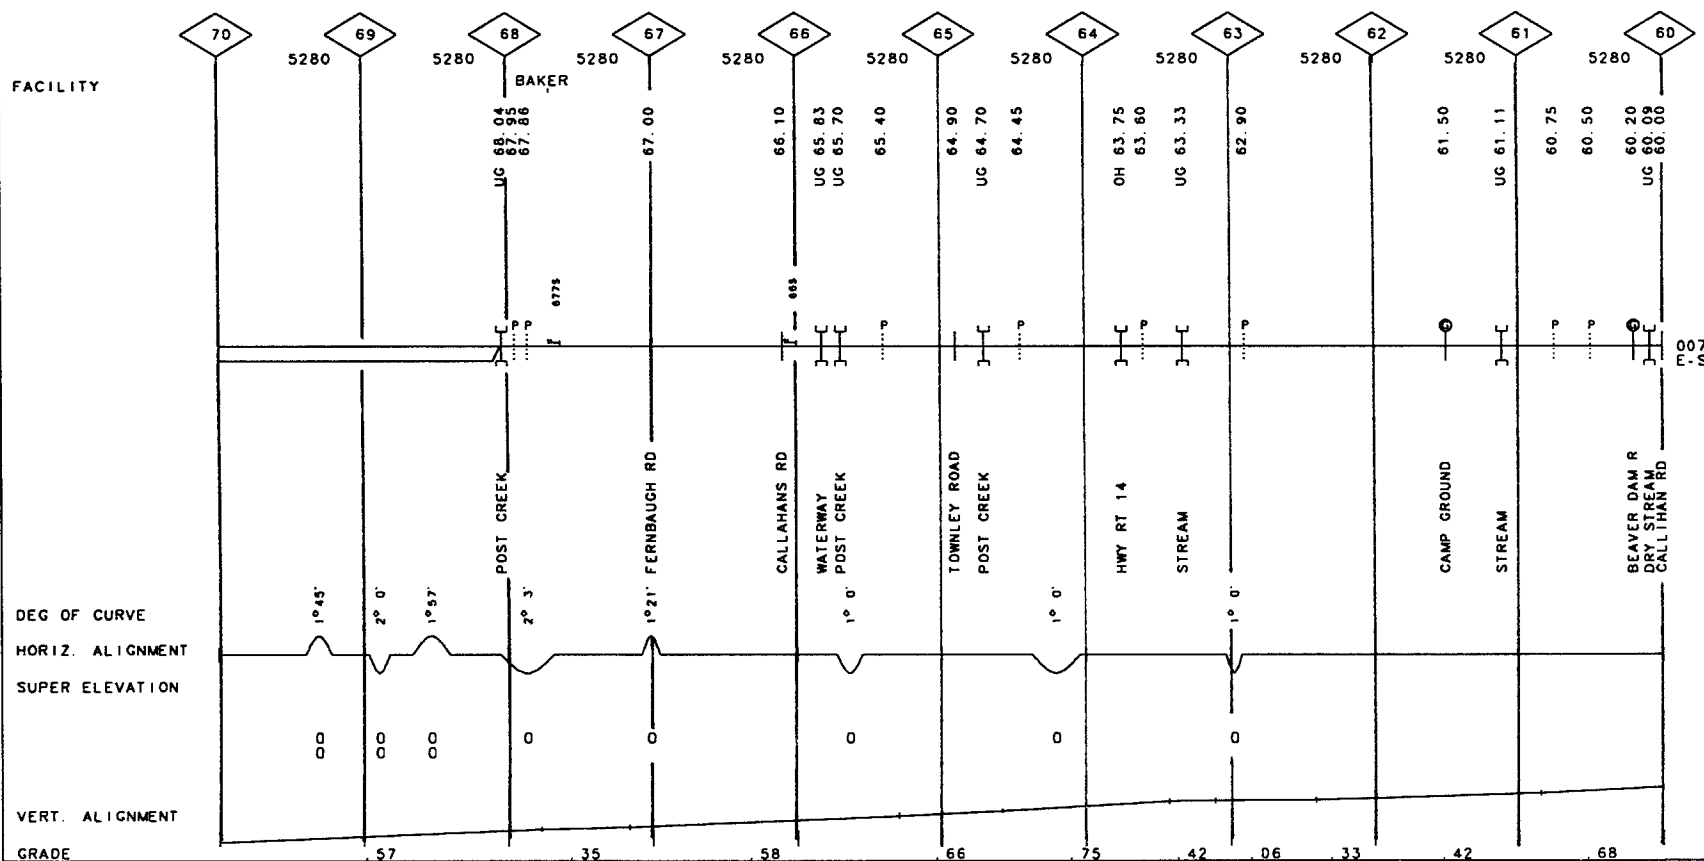 70 69 68 67 66 65 64 63 62 61 60
5280 5280 5280 5280 5280 5280 5280 5280 5280 5280
FACILITY
BAKER
UG 68.04
67.95
67.86
67.00
66.10
UG 65.83
UG 65.70
65.40
64.90
UG 64.70
64.45
OH 63.75
63.60
UG 63.33
62.90
61.50
UG 61.11
60.75
60.50
60.20
UG 60.09
60.00
677S
66S
P P P P P P P P
007
E-S
POST CREEK
FERNBAUGH RD
CALLAHANS RD
WATERWAY
POST CREEK
TOWNLEY ROAD
POST CREEK
HWY RT 14
STREAM
CAMP GROUND
STREAM
BEAVER DAM R
DRY STREAM
CALLIHAN RD
DEG OF CURVE
1° 45' 2° 0' 1° 57' 2° 3' 1° 21' 1° 0' 1° 0' 1° 0'
HORIZ. ALIGNMENT
SUPER ELEVATION
0 0 0 0 0 0 0 0
0 0 0
VERT. ALIGNMENT
GRADE .57 .35 .58 .66 .75 .42 .06 .33 .42 .68